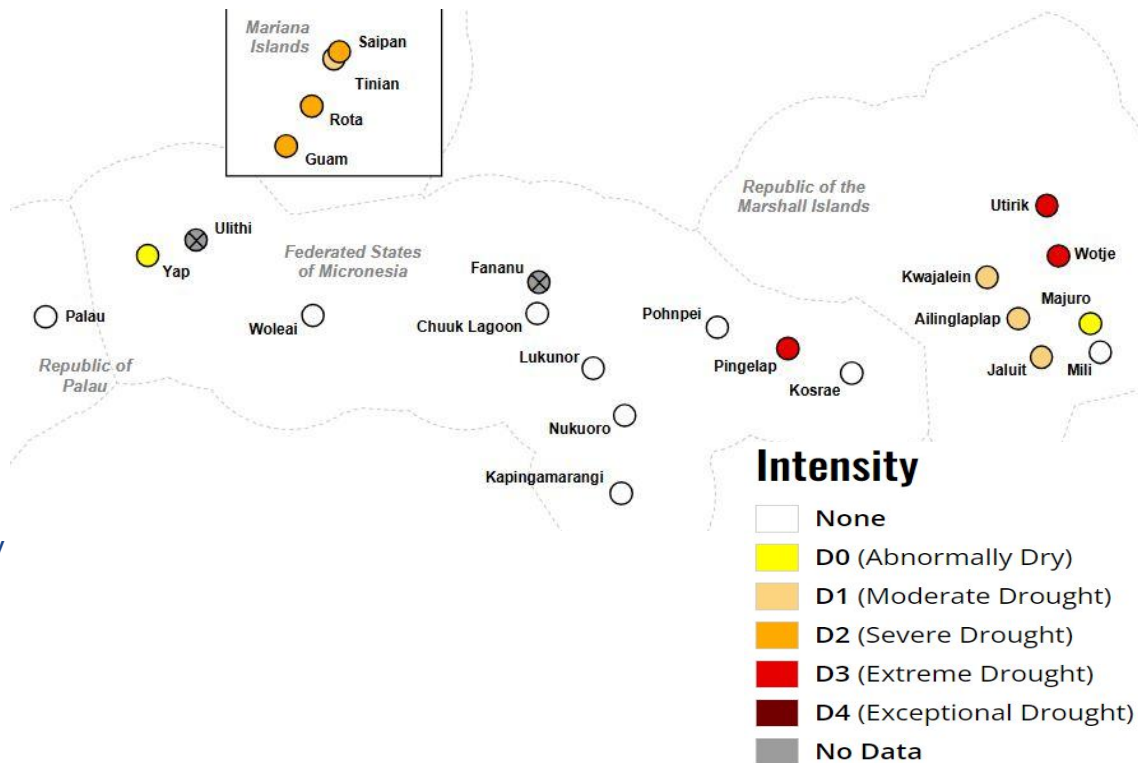 Mariana
Islands
Saipan
Tinian
Rota
Guam
Republic of the
Marshall Islands
Utirik
Ulithi
Yap
Federated States
of Micronesia
Fananu
Wotje
Kwajalein
Majuro
Palau
Woleai
Chuuk Lagoon
Pohnpei
Ailinglaplap
Republic of
Palau
Lukunor
Pingelap
Kosrae
Jaluit
Mili
Nukuoro
Kapingamarangi
Intensity
None
D0 (Abnormally Dry)
D1 (Moderate Drought)
D2 (Severe Drought)
D3 (Extreme Drought)
D4 (Exceptional Drought)
No Data